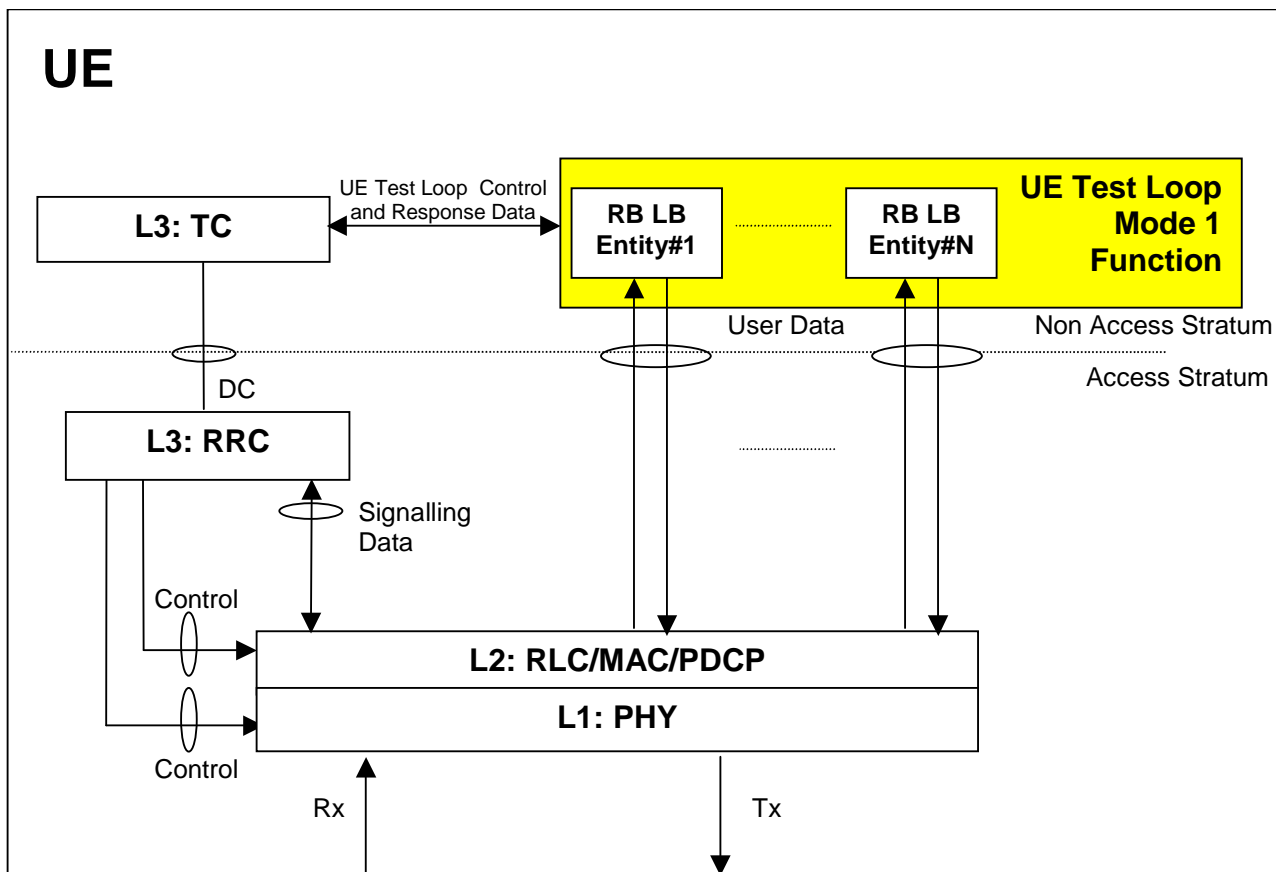 UE
UE Test Loop Control
and Response Data
L3: TC
RB LB
Entity#1
RB LB
Entity#N
UE Test Loop
Mode 1
Function
User Data
Non Access Stratum
DC
Access Stratum
L3: RRC
Signalling
Data
Control
L2: RLC/MAC/PDCP
L1: PHY
Control
Rx
Tx